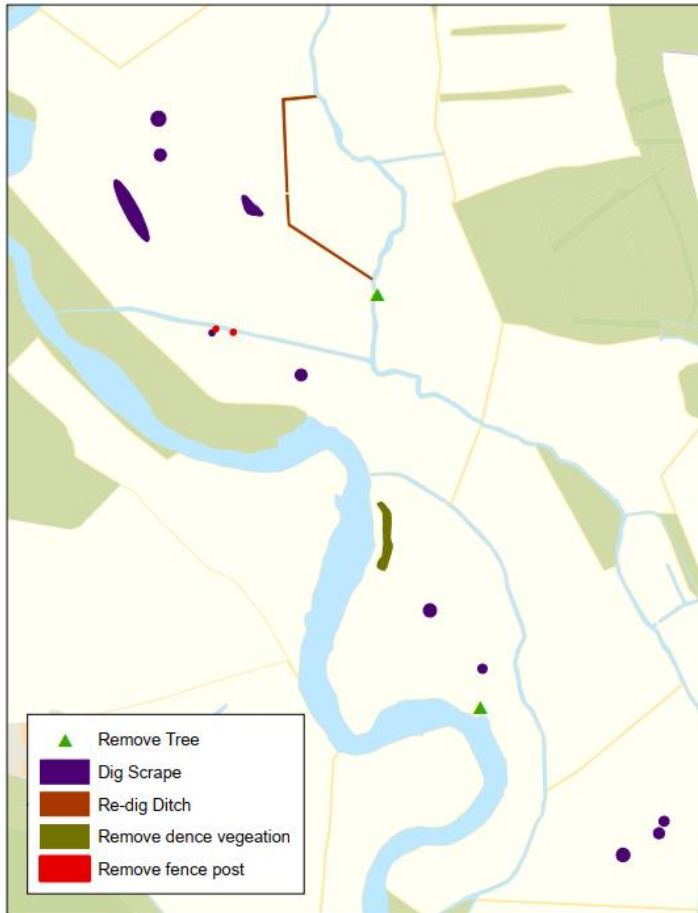 Remove Tree
Dig Scrape
Re-dig Ditch
Remove dence vegeation
Remove fence post